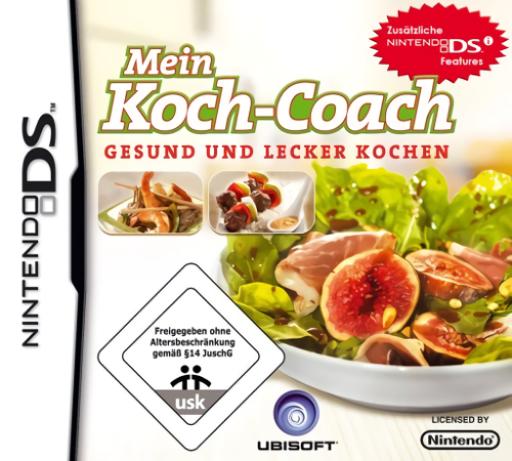 Zusätzliche
NINTENDO DS i
Features
Mein
Koch-Coach
GESUND UND LECKER KOCHEN
NINTENDO DS™
Freigegeben ohne
Altersbeschränkung
gemäß §14 JuschG
usk
UBISOFT
LICENSED BY
Nintendo